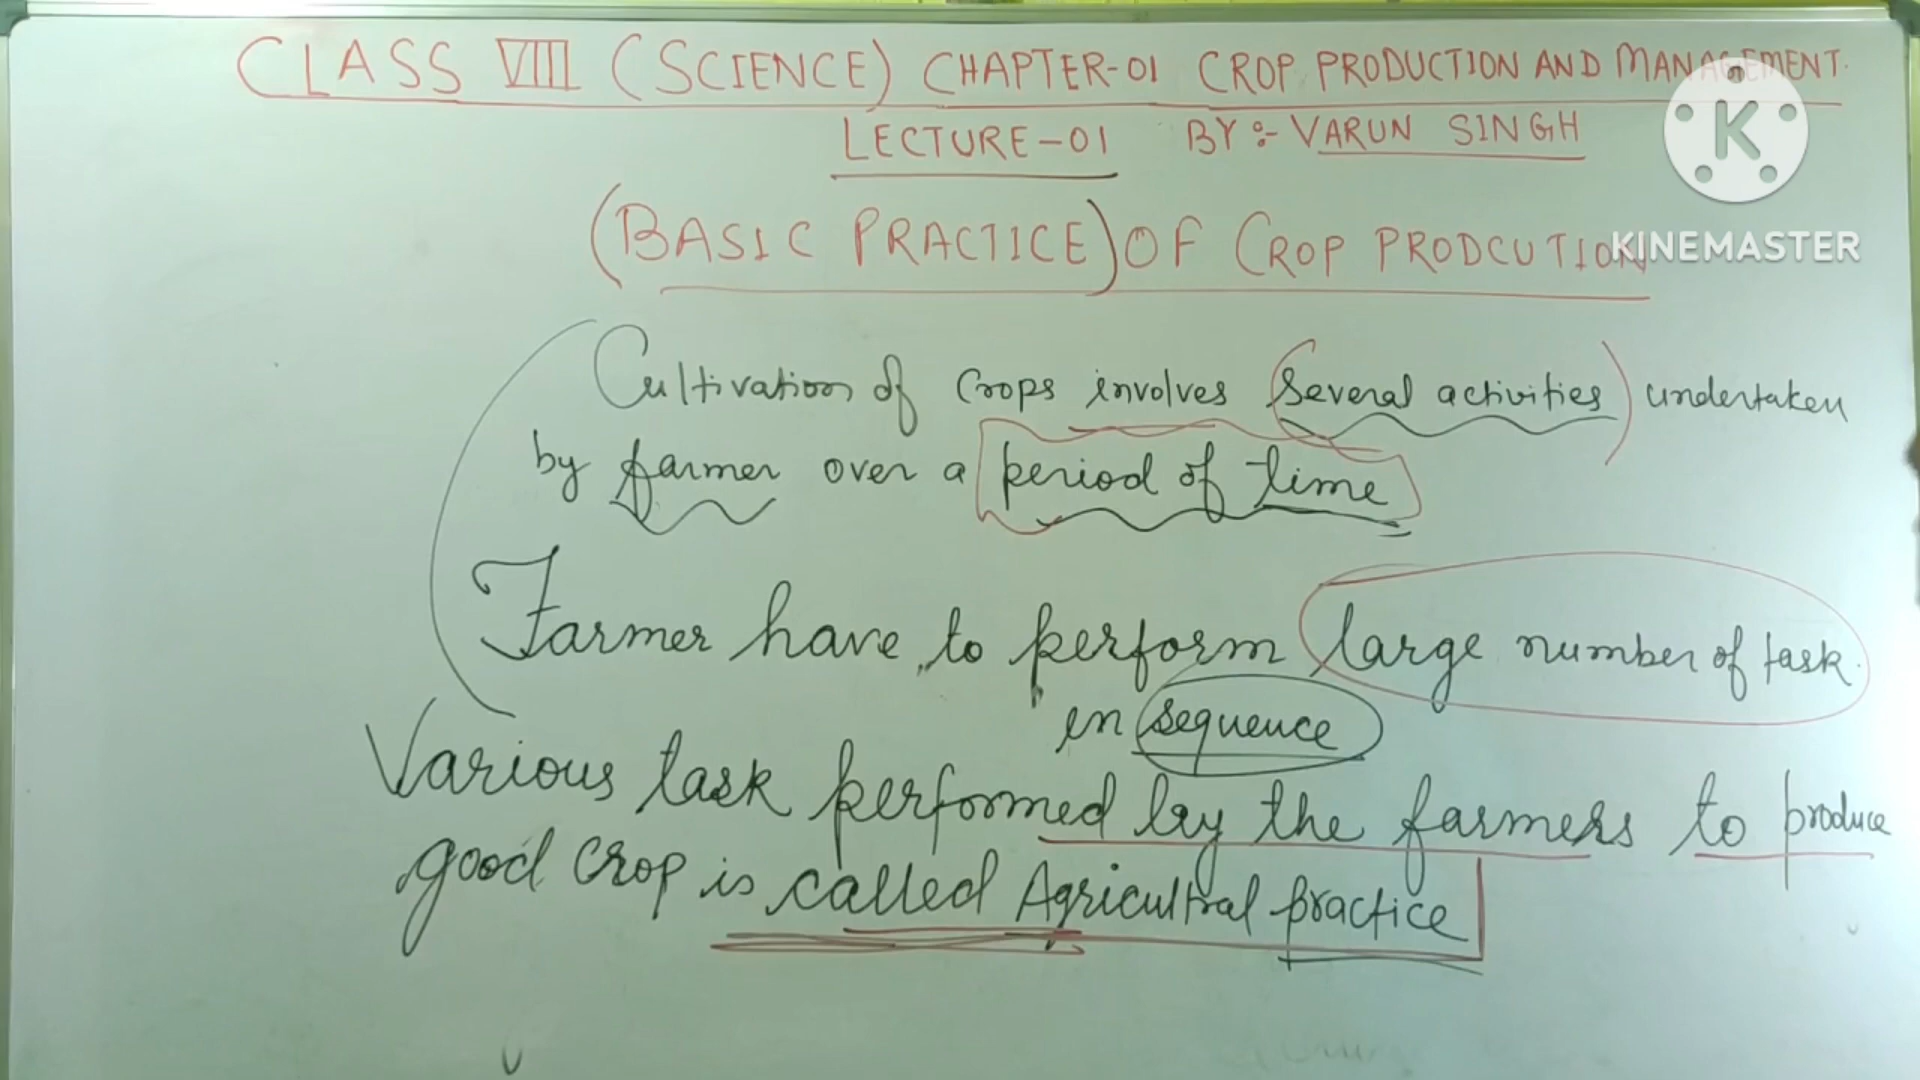 CLASS VIII (SCIENCE) CHAPTER-01 CROP PRODUCTION AND MANAGEMENT.
LECTURE-01 BY:- VARUN SINGH
K
KINEMASTER
(BASIC PRACTICE) OF CROP PRODCUTION
Cultivation of Crops involves several activities undertaken
by farmer over a period of time
Farmer have to perform large number of task.
in sequence
Various task performed by the farmers to produce
good crop is called Agricultral practice